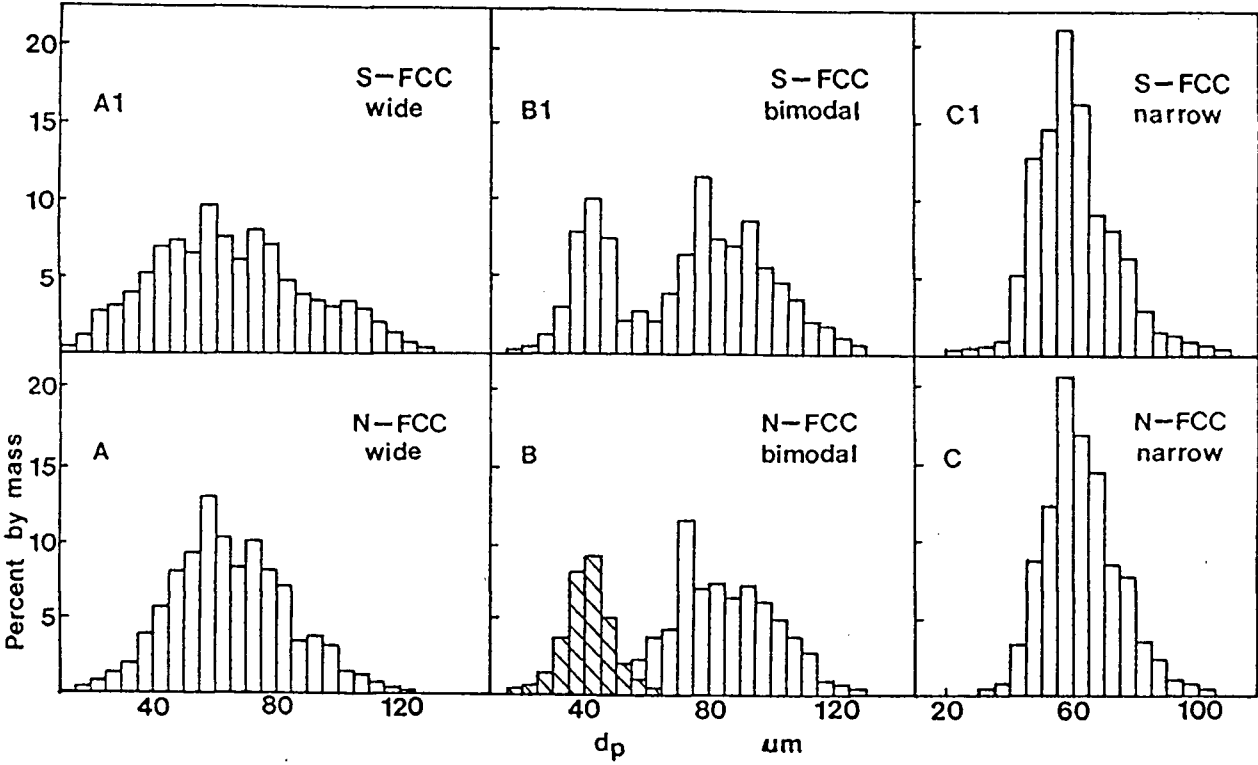 20
15
10
5
A1
S-FCC
wide
B1
S-FCC
bimodal
C1
S-FCC
narrow
20
15
10
5
A
N-FCC
wide
B
N-FCC
bimodal
C
N-FCC
narrow
Percent by mass
40 80 120
40 80 120
20 60 100
dp μm